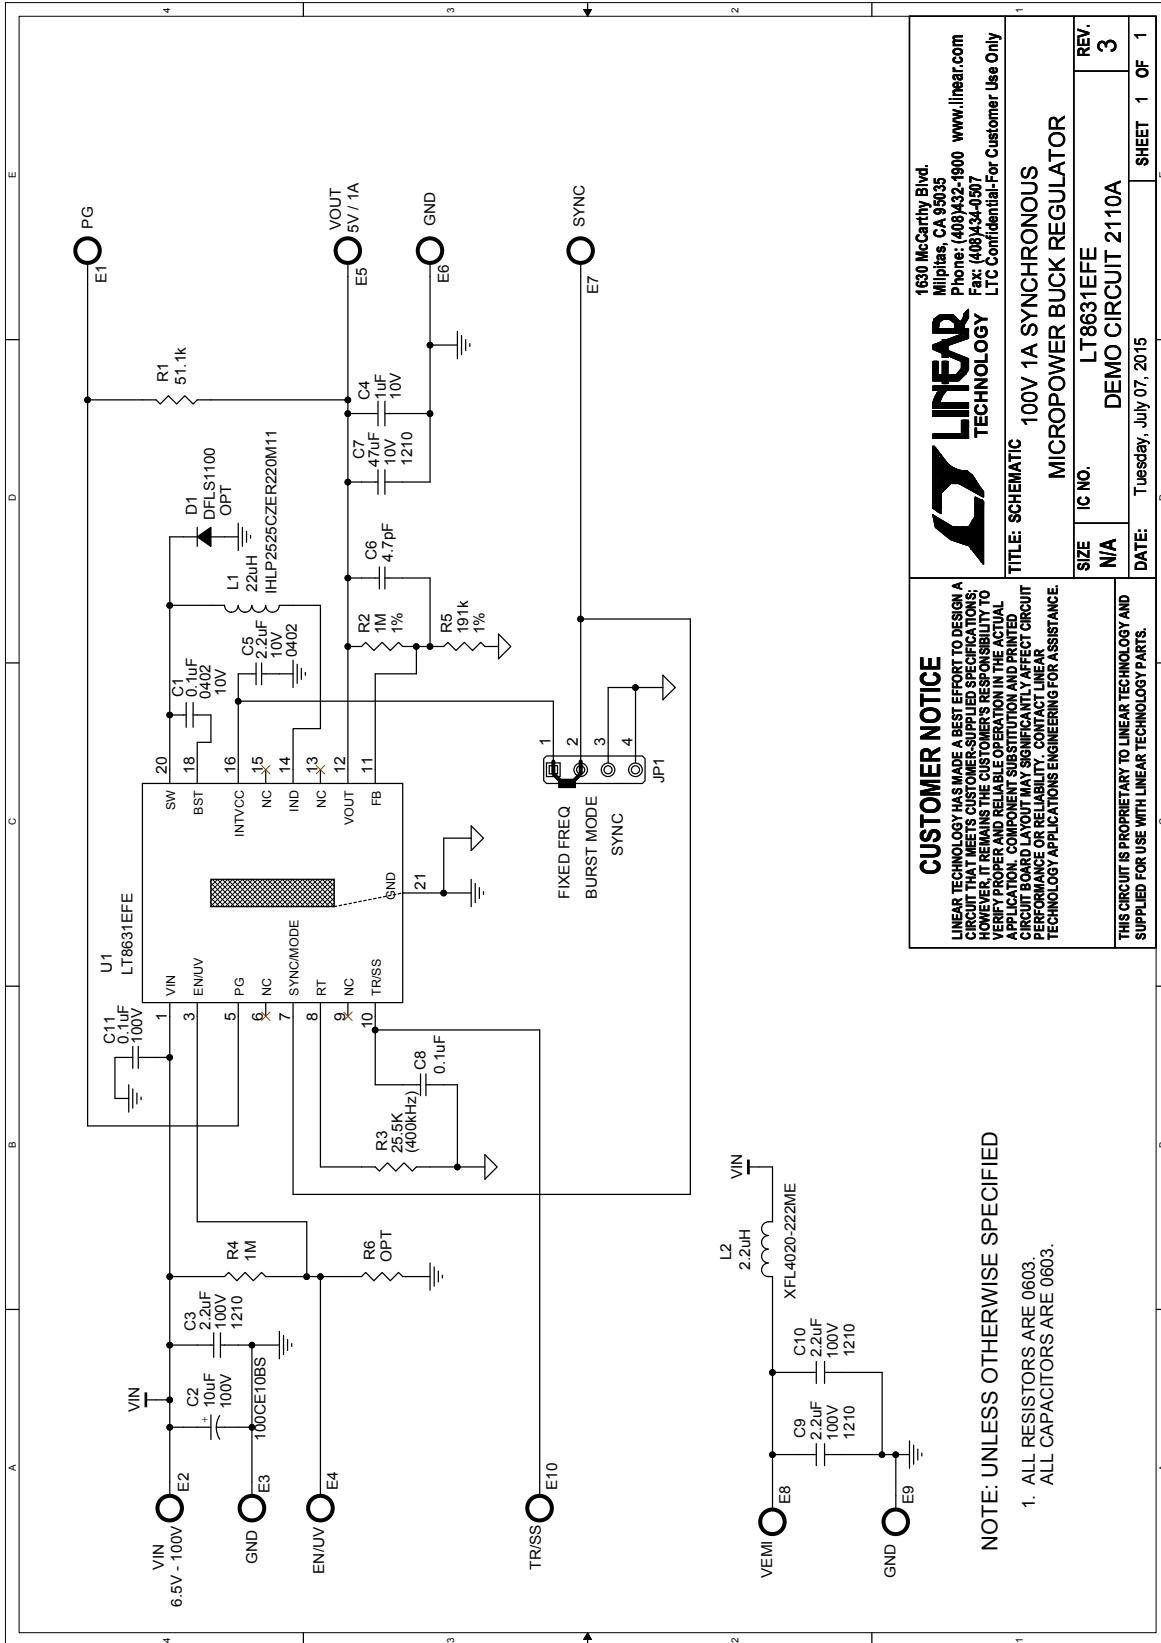 E
D
C
B
A
4
3
2
1
PG
E1
VOUT
5V / 1A
E5
GND
E6
SYNC
E7
R1
51.1k
D1
DFLS1100
OPT
L1
22uH
IHLP2525CZER220M11
C1
0.1uF
0402
10V
C5
2.2uF
10V
0402
C4
1uF
10V
C7
47uF
10V
1210
C6
4.7pF
R2
1M
1%
R5
191k
1%
U1
LT8631EFE
VIN
EN/UV
PG
NC
SYNC/MODE
RT
NC
TR/SS
1
3
5
6
7
8
9
10
SW
BST
INTVCC
NC
IND
NC
VOUT
FB
20
18
16
15
14
13
12
11
GND
21
FIXED FREQ
BURST MODE
SYNC
1
2
3
4
JP1
C11
0.1uF
100V
C8
0.1uF
R3
25.5K
(400kHz)
R4
1M
R6
OPT
C3
2.2uF
100V
1210
VIN
C2
+
10uF
100V
100CE10BS
VIN
6.5V - 100V
E2
GND
E3
EN/UV
E4
TR/SS
E10
VIN
L2
2.2uH
XFL4020-222ME
C10
2.2uF
100V
1210
C9
2.2uF
100V
1210
VEMI
E8
GND
E9
NOTE: UNLESS OTHERWISE SPECIFIED
1. ALL RESISTORS ARE 0603.
ALL CAPACITORS ARE 0603.
CUSTOMER NOTICE
LINEAR TECHNOLOGY HAS MADE A BEST EFFORT TO DESIGN A
CIRCUIT THAT MEETS CUSTOMER-SUPPLIED SPECIFICATIONS;
HOWEVER, IT REMAINS THE CUSTOMER'S RESPONSIBILITY TO
VERIFY PROPER AND RELIABLE OPERATION IN THE ACTUAL
APPLICATION. COMPONENT SUBSTITUTION AND PRINTED
CIRCUIT BOARD LAYOUT MAY SIGNIFICANTLY AFFECT CIRCUIT
PERFORMANCE OR RELIABILITY. CONTACT LINEAR
TECHNOLOGY APPLICATIONS ENGINEERING FOR ASSISTANCE.
THIS CIRCUIT IS PROPRIETARY TO LINEAR TECHNOLOGY AND
SUPPLIED FOR USE WITH LINEAR TECHNOLOGY PARTS.
LT LINEAR
TECHNOLOGY
1630 McCarthy Blvd.
Milpitas, CA 95035
Phone: (408)432-1900 www.linear.com
Fax: (408)434-0507
LTC Confidential-For Customer Use Only
TITLE: SCHEMATIC
100V 1A SYNCHRONOUS
MICROPOWER BUCK REGULATOR
SIZE
N/A
IC NO.
LT8631EFE
DEMO CIRCUIT 2110A
REV.
3
DATE:
Tuesday, July 07, 2015
SHEET 1 OF 1
4
3
2
1